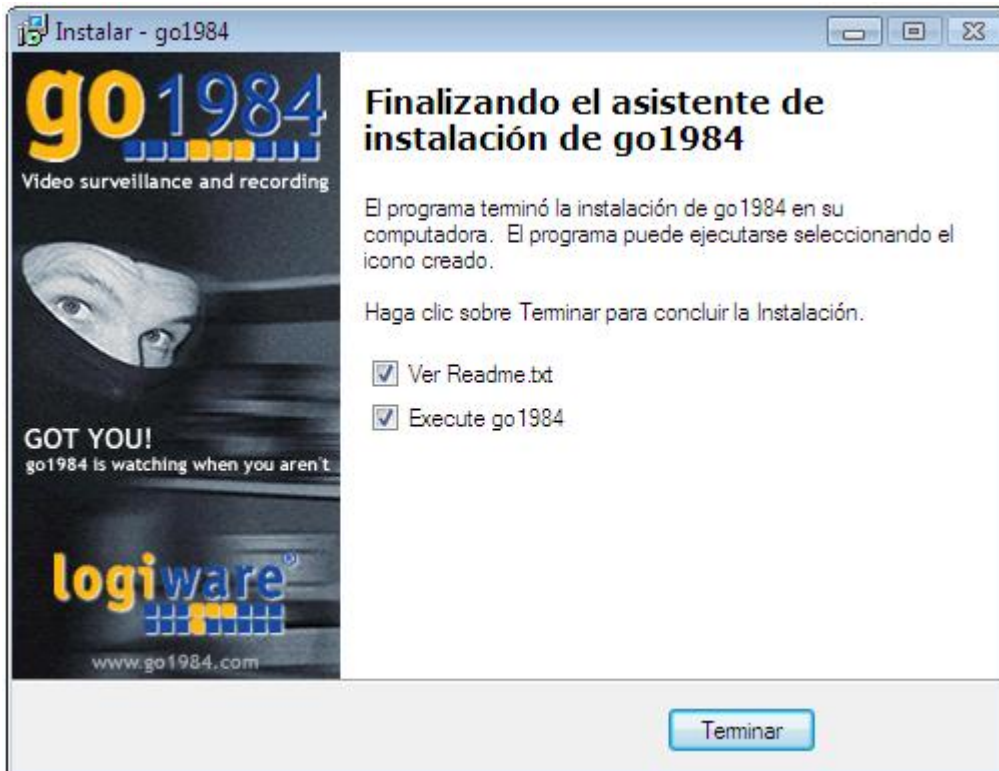 Instalar - go1984
go1984
Video surveillance and recording
GOT YOU!
go1984 is watching when you aren't
logiware®
www.go1984.com
Finalizando el asistente de
instalación de go1984
El programa terminó la instalación de go1984 en su
computadora. El programa puede ejecutarse seleccionando el
icono creado.
Haga clic sobre Terminar para concluir la Instalación.
Ver Readme.txt
Execute go1984
Terminar